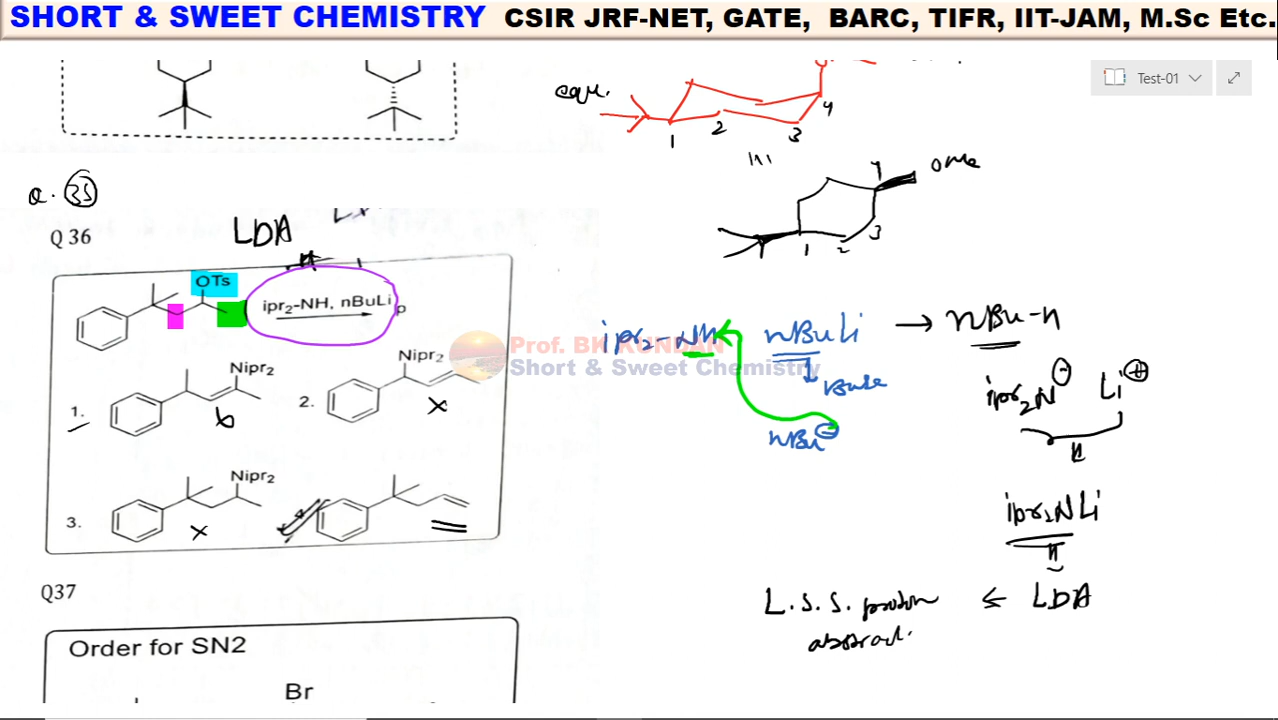 SHORT & SWEET CHEMISTRY CSIR JRF-NET, GATE, BARC, TIFR, IIT-JAM, M.Sc Etc.
Test-01
equ.
1 2 3 4
Q. 35
Q 36
LDA
OTs
ipr₂-NH, nBuLi
p
Nipr₂
1.
Nipr₂
2.
x
Nipr₂
3.
x
4
OMe
4
1 2 3
ipr₂-NH nBuLi → nBu-H
Prof. BK KUNDAN
Short & Sweet Chemistry
Base
nBu⊖
ipr₂N⊖ Li⊕
ipr₂NLi
L.S.S. proton ≤ LDA
Q37
Order for SN2
Br